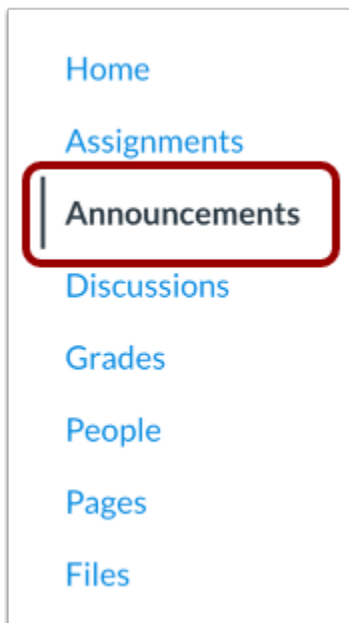 Home
Assignments
Announcements
Discussions
Grades
People
Pages
Files